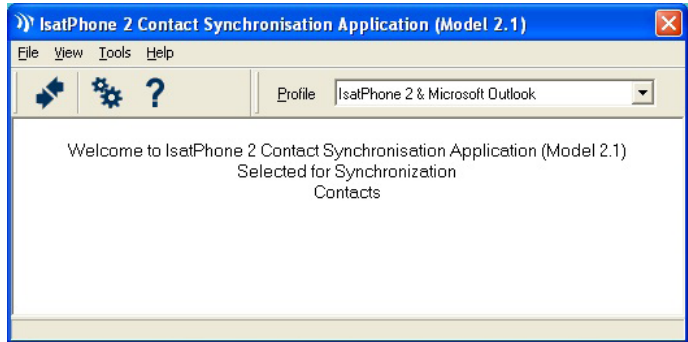 IsatPhone 2 Contact Synchronisation Application (Model 2.1)
File View Tools Help
? Profile IsatPhone 2 & Microsoft Outlook
Welcome to IsatPhone 2 Contact Synchronisation Application (Model 2.1)
Selected for Synchronization
Contacts